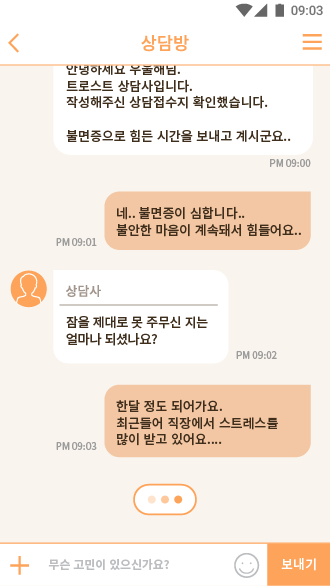 09:03
상담방
안녕하세요 우울해님.
트로스트 상담사입니다.
작성해주신 상담접수지 확인했습니다.
불면증으로 힘든 시간을 보내고 계시군요..
PM 09:00
네.. 불면증이 심합니다..
불안한 마음이 계속돼서 힘들어요..
PM 09:01
상담사
잠을 제대로 못 주무신 지는
얼마나 되셨나요?
PM 09:02
한달 정도 되어가요.
최근들어 직장에서 스트레스를
많이 받고 있어요....
PM 09:03
무슨 고민이 있으신가요?
보내기